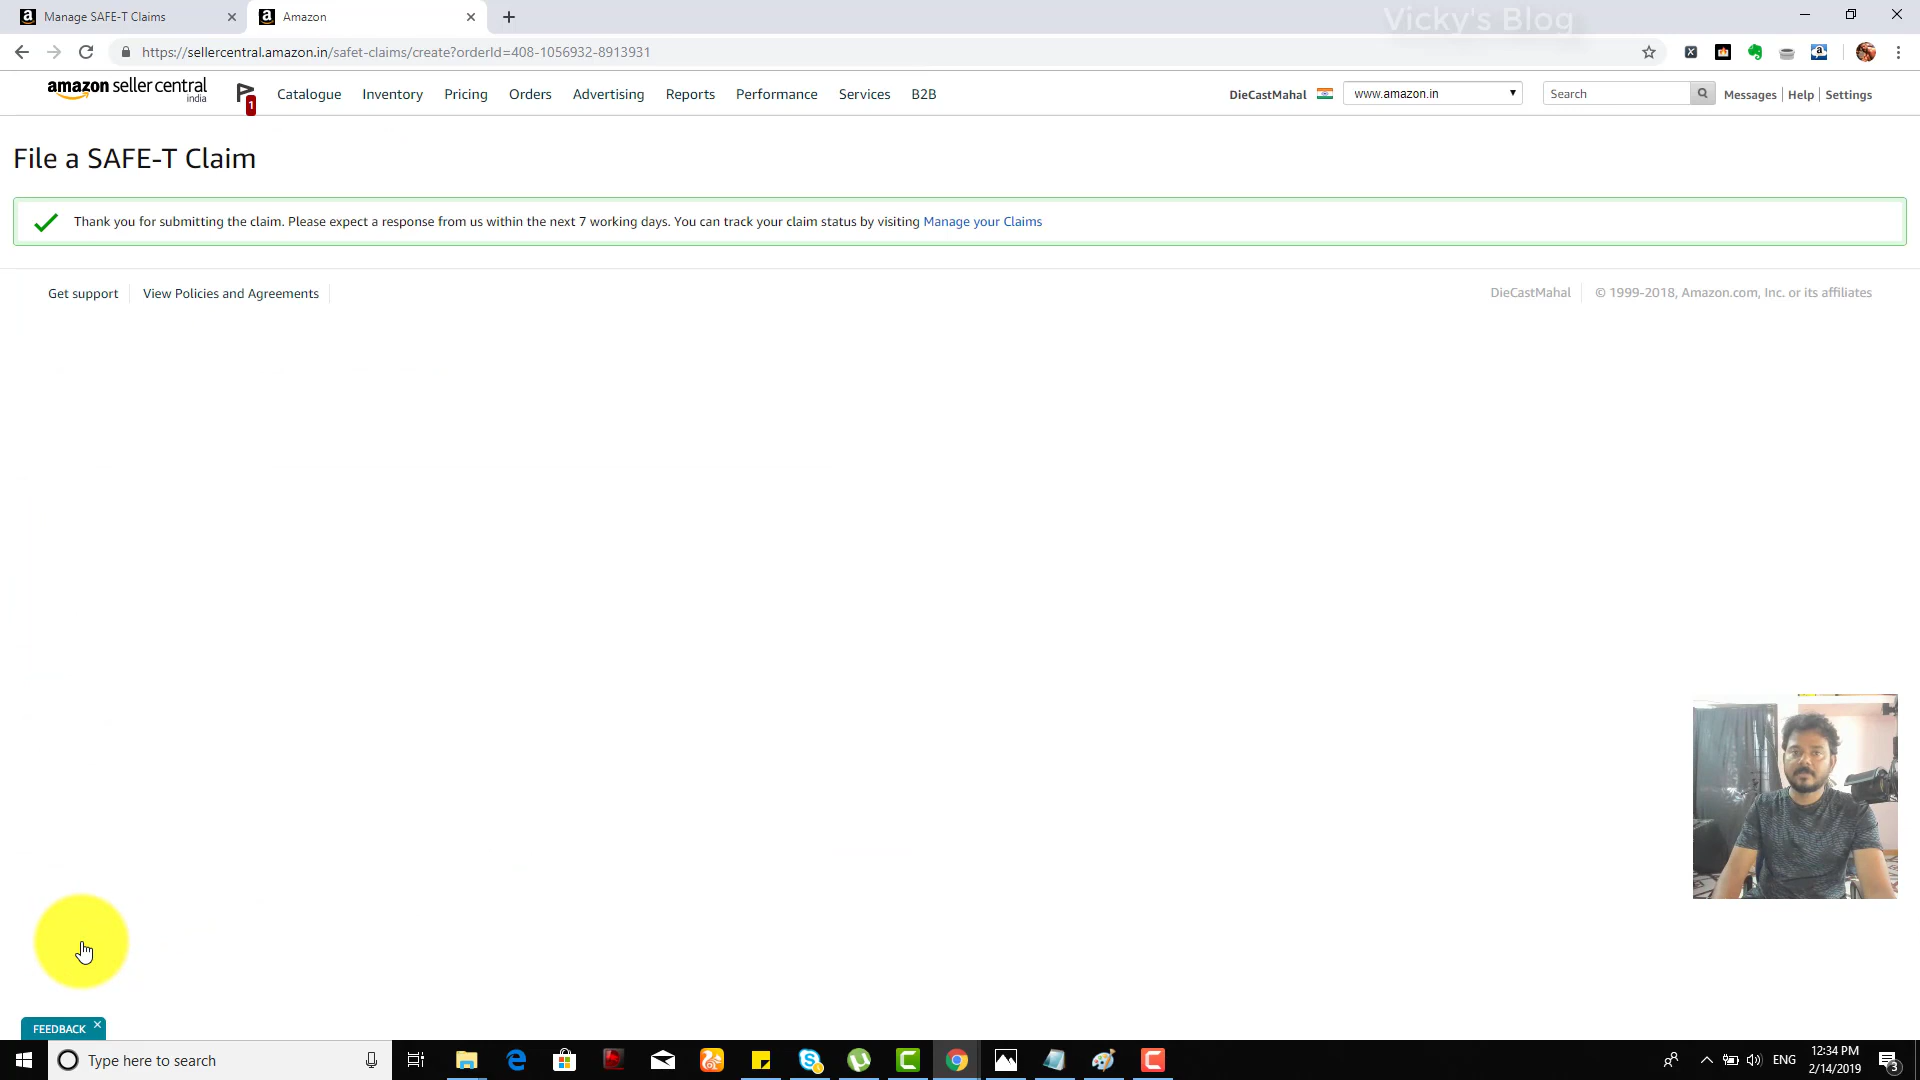 Manage SAFE-T Claims
Amazon
Vicky's Blog
https://sellercentral.amazon.in/safet-claims/create?orderId=408-1056932-8913931
amazon seller central
india
1
Catalogue Inventory Pricing Orders Advertising Reports Performance Services B2B
DieCastMahal
www.amazon.in
Search
Messages | Help | Settings
File a SAFE-T Claim
Thank you for submitting the claim. Please expect a response from us within the next 7 working days. You can track your claim status by visiting Manage your Claims
Get support
View Policies and Agreements
DieCastMahal
© 1999-2018, Amazon.com, Inc. or its affiliates
FEEDBACK
Type here to search
ENG
12:34 PM
2/14/2019
3